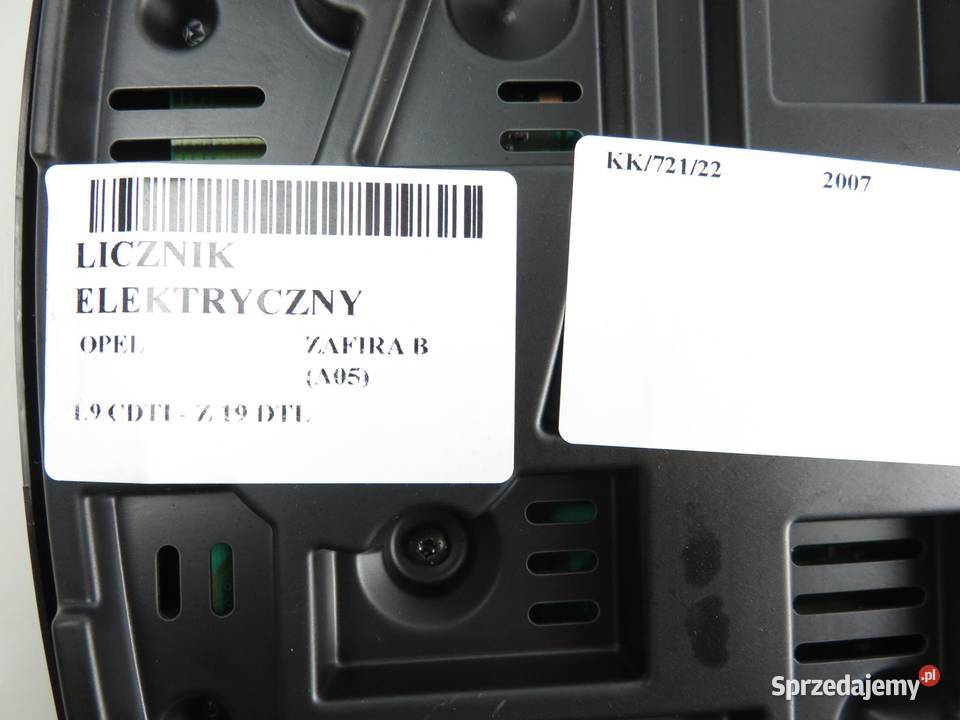 LICZNIK
ELEKTRYCZNY
OPEL ZAFIRA B
(A05)
1.9 CDTI - Z 19 DTL
KK/721/22 2007
Sprzedajemy.pl